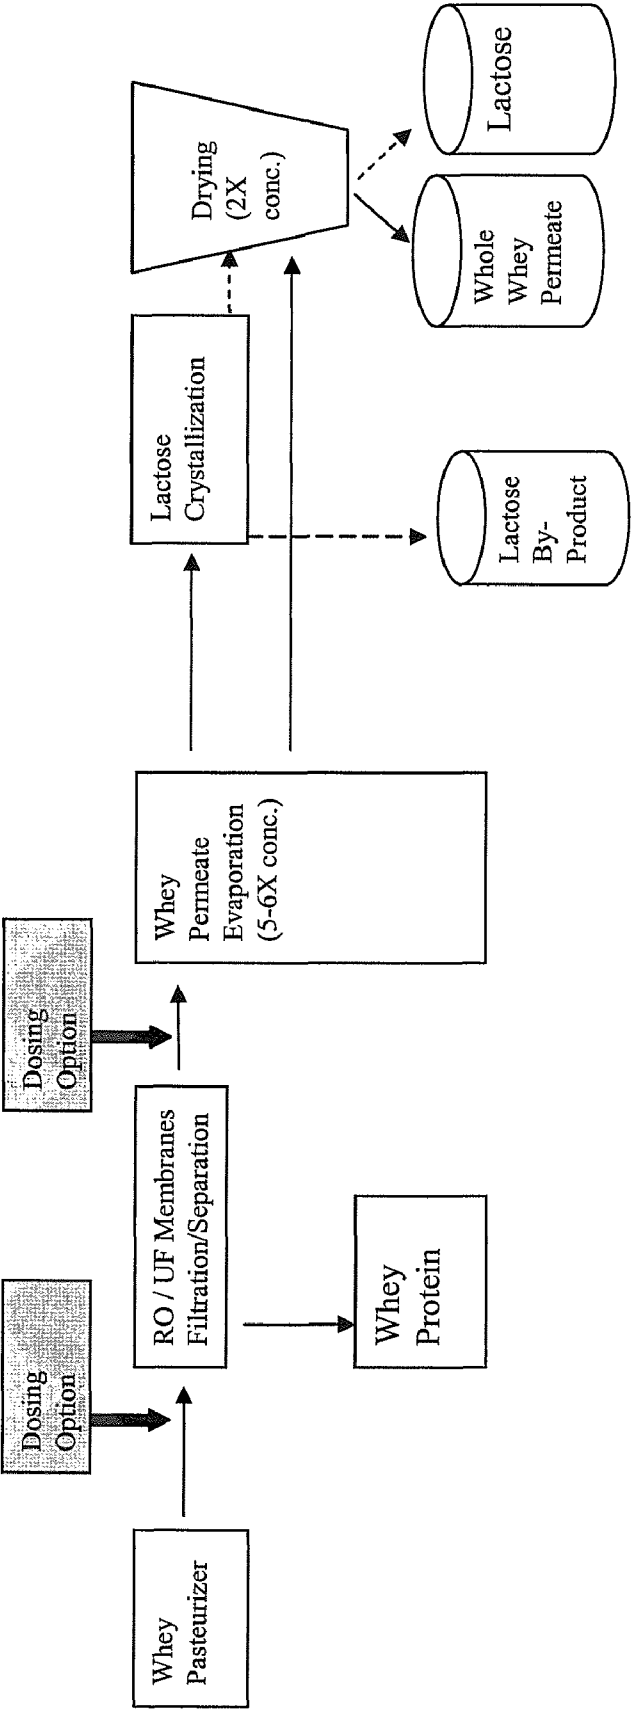 Dosing
Option
Dosing
Option
Whey
Pasteurizer
RO / UF Membranes
Filtration/Separation
Whey
Protein
Whey
Permeate
Evaporation
(5-6X conc.)
Lactose
Crystallization
Drying
(2X
conc.)
Lactose
By-
Product
Whole
Whey
Permeate
Lactose